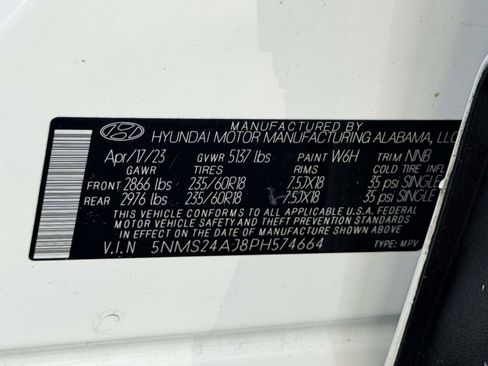 MANUFACTURED BY
HYUNDAI MOTOR MANUFACTURING ALABAMA, LLC
Apr/17/23 GVWR 5137 lbs PAINT W6H TRIM NNB
GAWR TIRES RIMS COLD TIRE INFL
FRONT 2866 lbs 235/60R18 7.5JX18 35 psi SINGLE
REAR 2976 lbs 235/60R18 7.5JX18 35 psi SINGLE
THIS VEHICLE CONFORMS TO ALL APPLICABLE U.S.A. FEDERAL
MOTOR VEHICLE SAFETY AND THEFT PREVENTION STANDARDS
IN EFFECT ON THE DATE OF MANUFACTURE SHOWN ABOVE.
V.I.N 5NMS24AJ8PH574664 TYPE: MPV